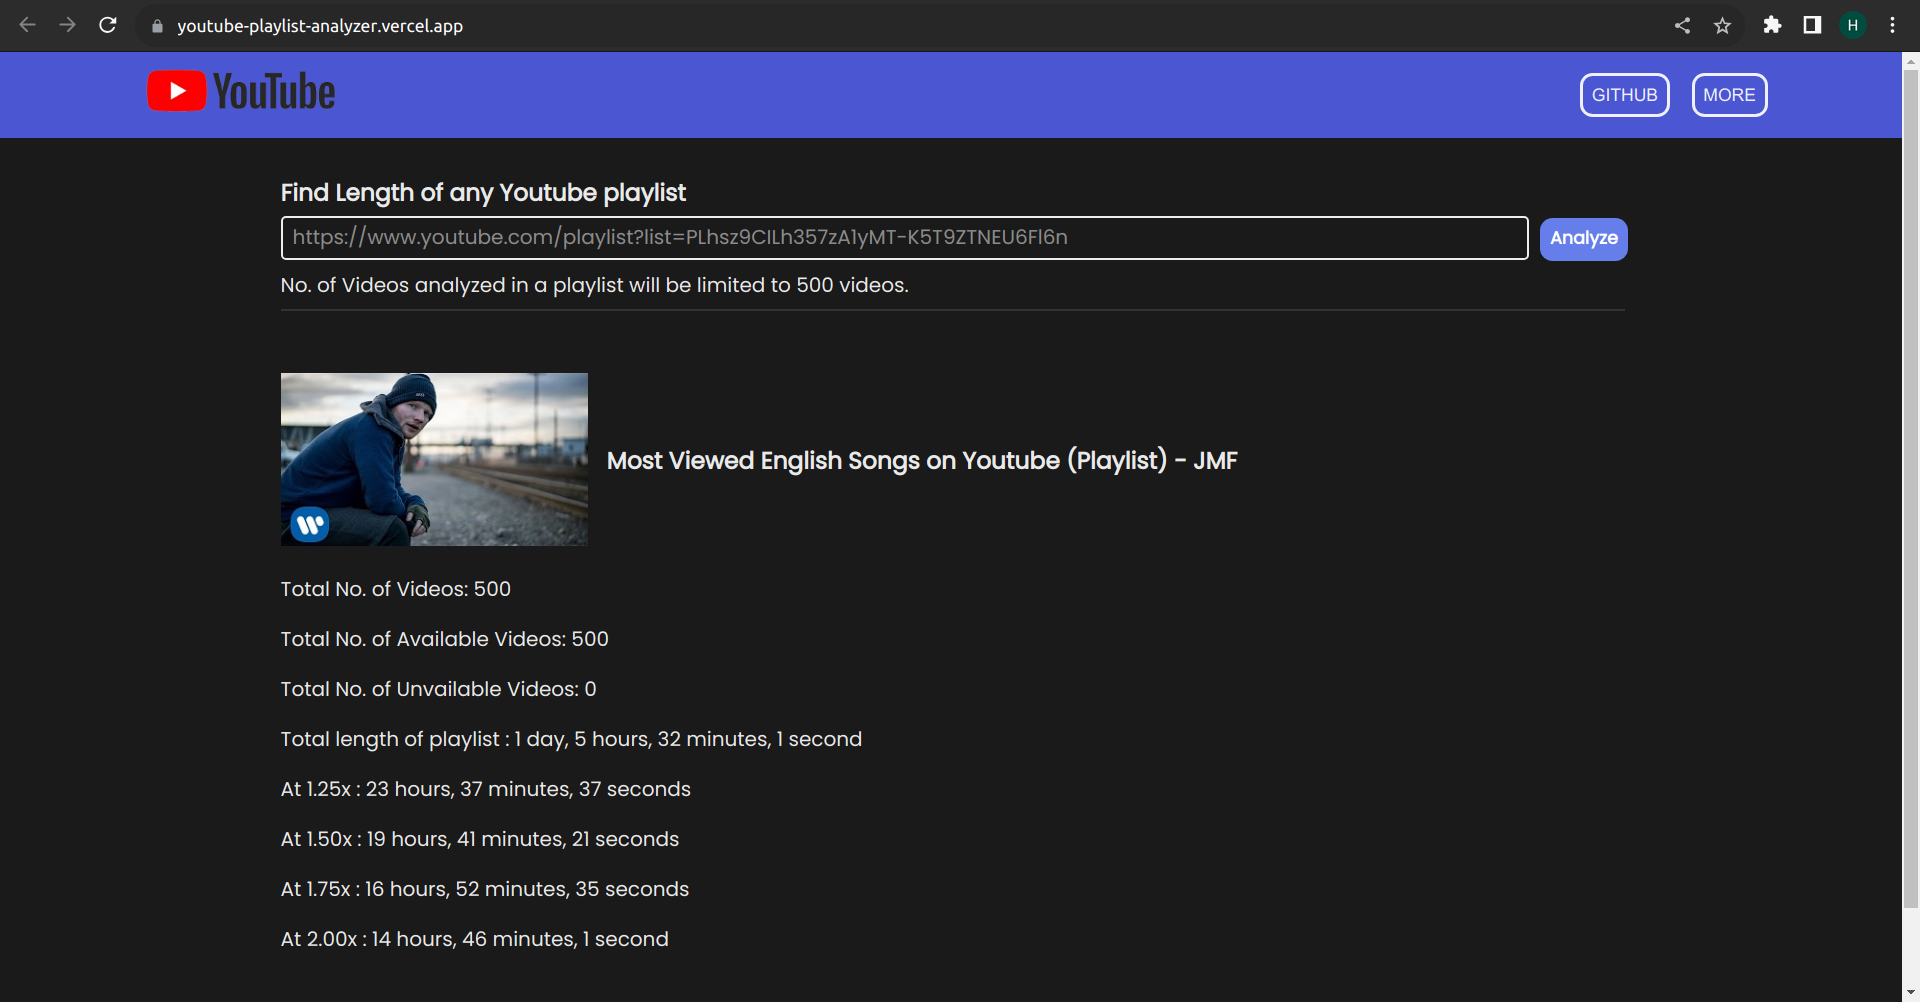 youtube-playlist-analyzer.vercel.app
H
YouTube
GITHUB
MORE
Find Length of any Youtube playlist
https://www.youtube.com/playlist?list=PLhsz9CILh357zA1yMT-K5T9ZTNEU6Fl6n
Analyze
No. of Videos analyzed in a playlist will be limited to 500 videos.
Most Viewed English Songs on Youtube (Playlist) - JMF
Total No. of Videos: 500
Total No. of Available Videos: 500
Total No. of Unvailable Videos: 0
Total length of playlist : 1 day, 5 hours, 32 minutes, 1 second
At 1.25x : 23 hours, 37 minutes, 37 seconds
At 1.50x : 19 hours, 41 minutes, 21 seconds
At 1.75x : 16 hours, 52 minutes, 35 seconds
At 2.00x : 14 hours, 46 minutes, 1 second